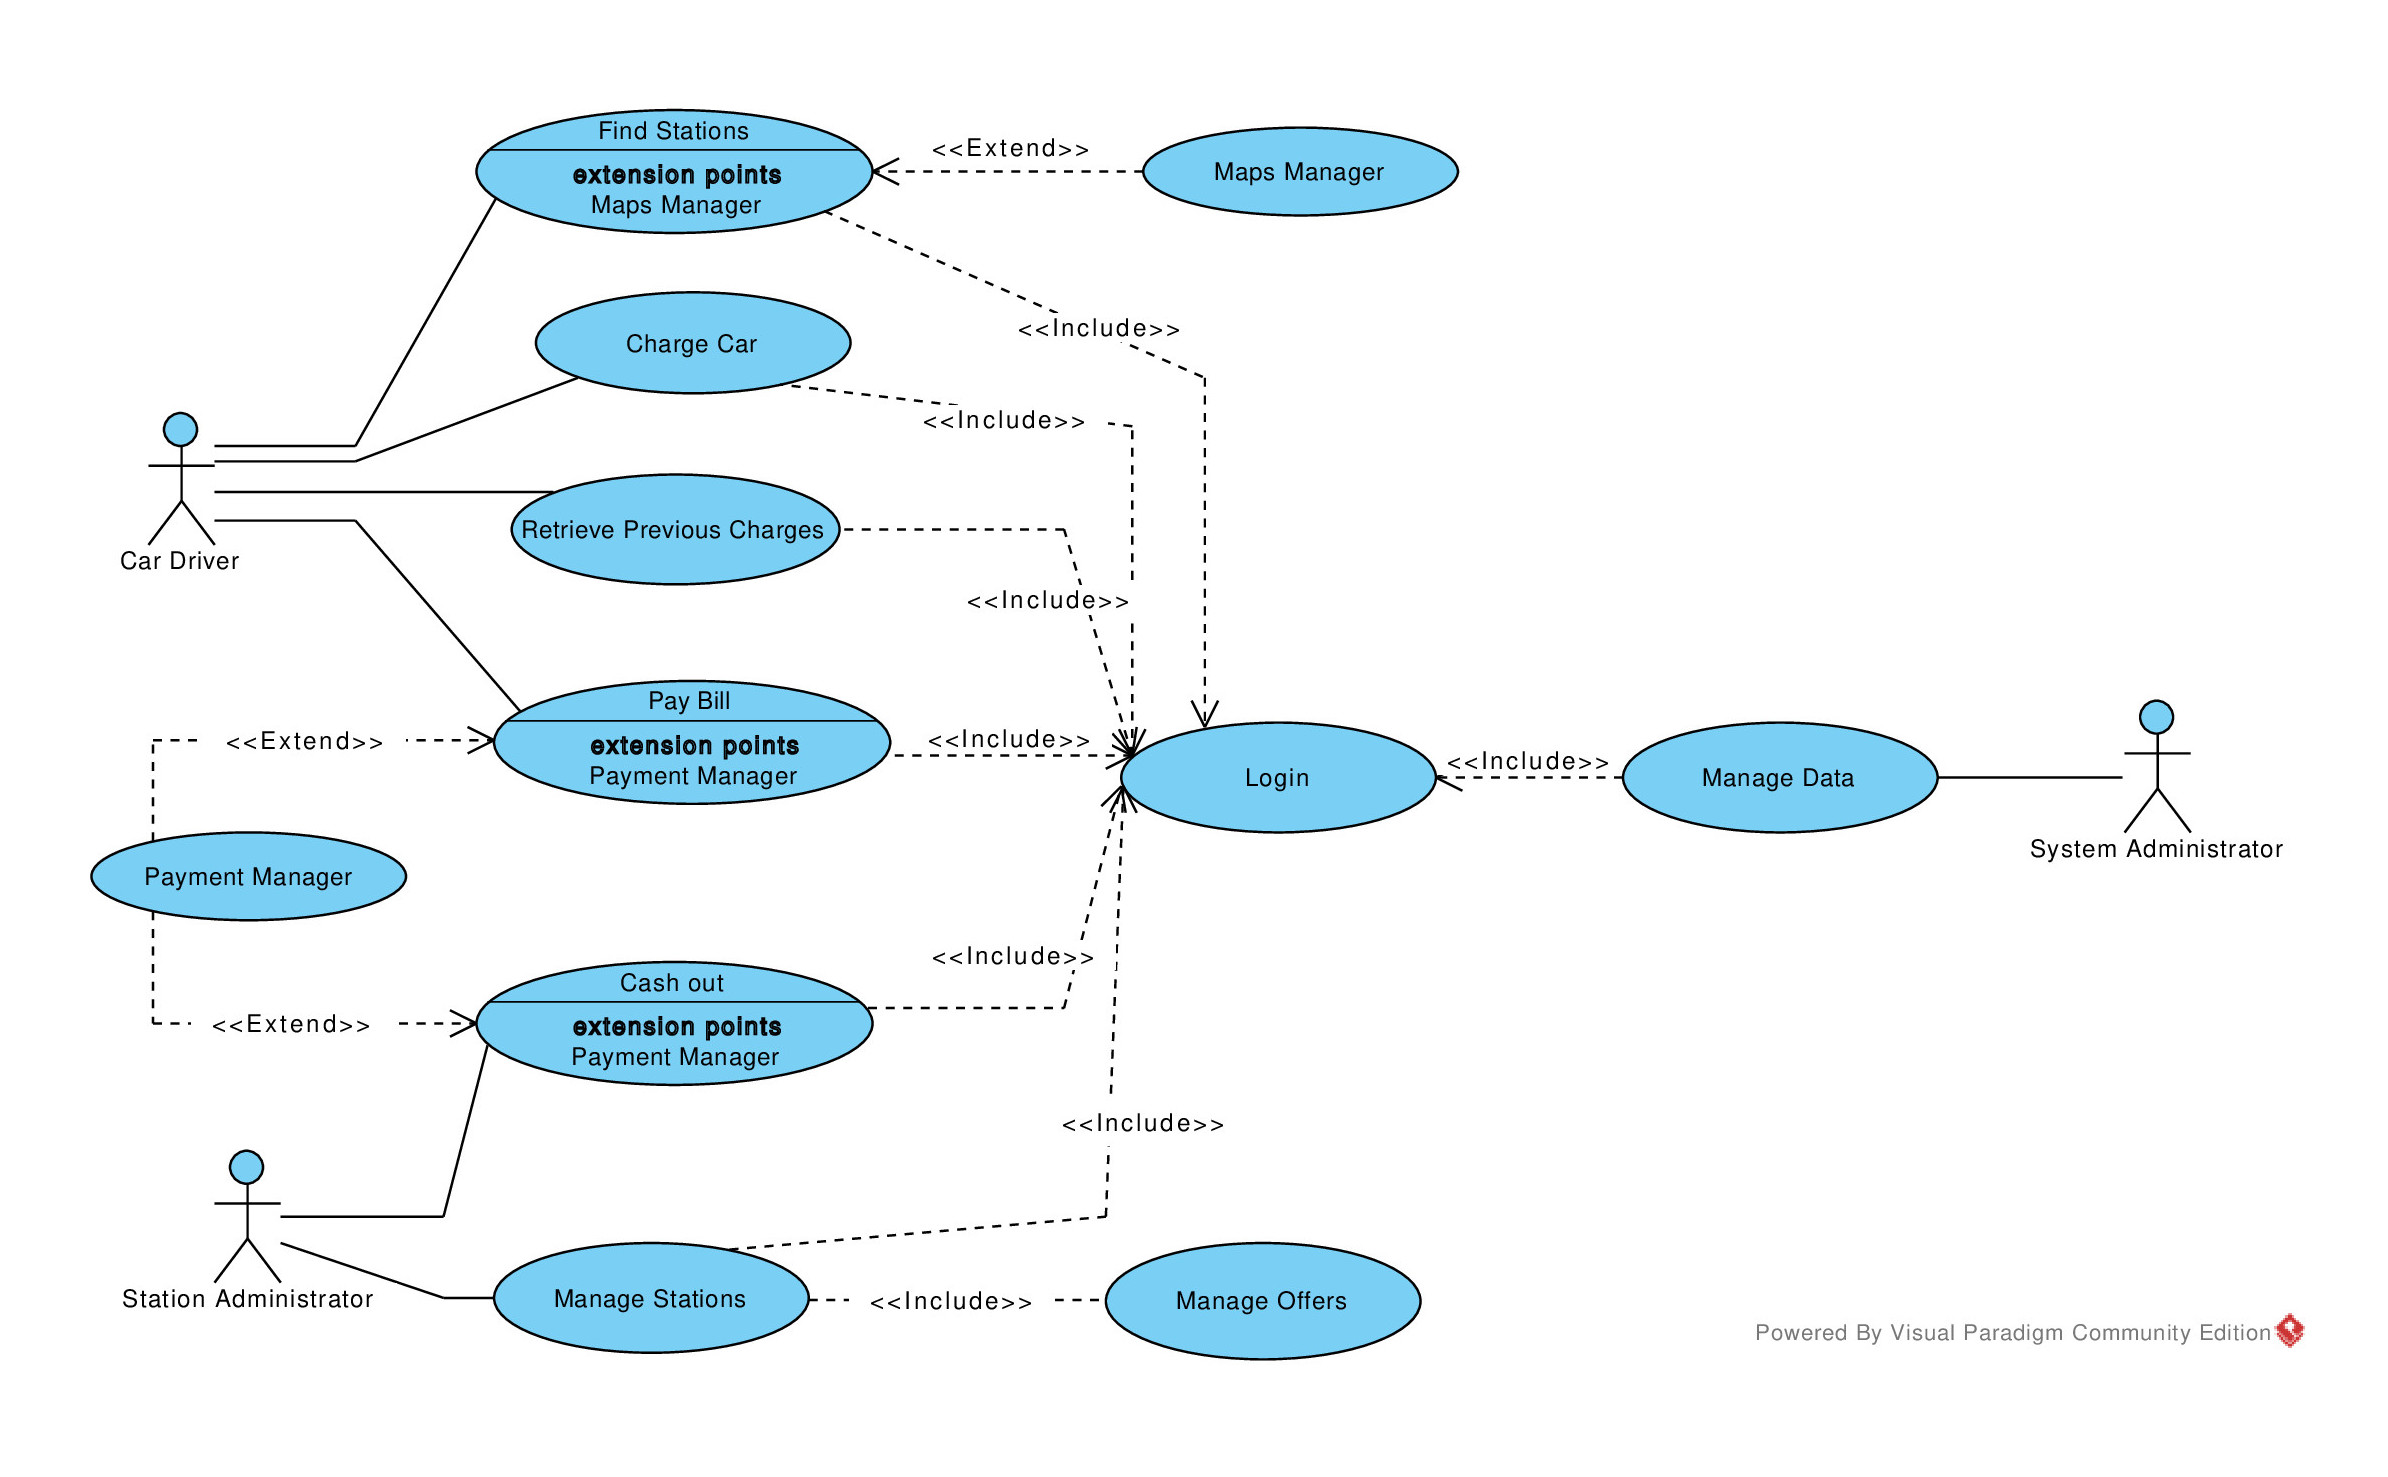 Find Stations
extension points
Maps Manager
<<Extend>>
Maps Manager
<<Include>>
Charge Car
<<Include>>
Car Driver
Retrieve Previous Charges
<<Include>>
Pay Bill
extension points
Payment Manager
<<Extend>>
<<Include>>
Login
<<Include>>
Manage Data
System Administrator
Payment Manager
<<Include>>
Cash out
extension points
Payment Manager
<<Extend>>
<<Include>>
Station Administrator
Manage Stations
<<Include>>
Manage Offers
Powered By Visual Paradigm Community Edition